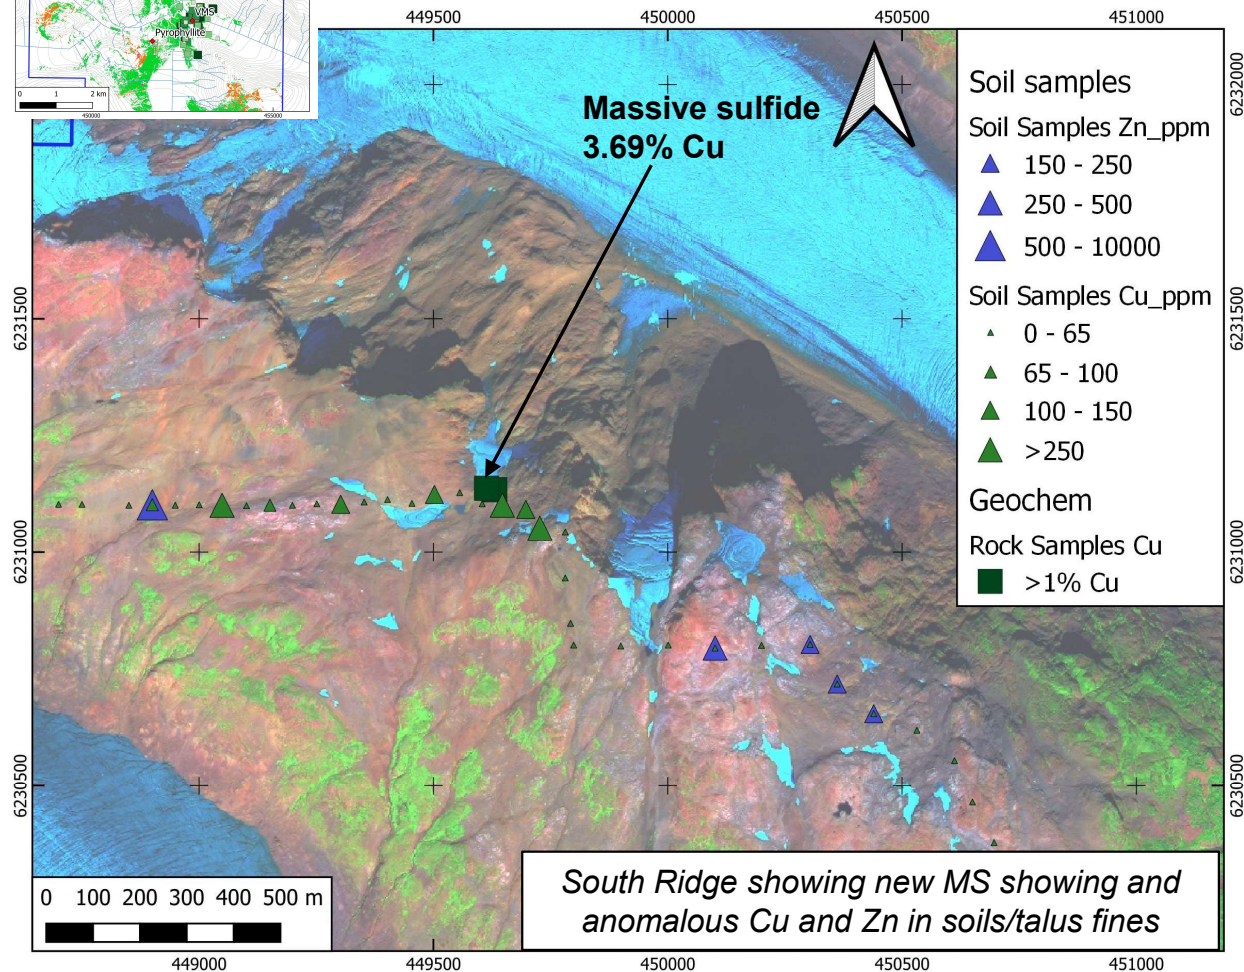 449500
450000
450500
451000
VMS
Pyrophyllite
0 1 2 km
450000
455000
Massive sulfide
3.69% Cu
Soil samples
Soil Samples Zn_ppm
150 - 250
250 - 500
500 - 10000
Soil Samples Cu_ppm
0 - 65
65 - 100
100 - 150
>250
Geochem
Rock Samples Cu
>1% Cu
6232000
6231500
6231500
6231000
6231000
6230500
6230500
0 100 200 300 400 500 m
South Ridge showing new MS showing and
anomalous Cu and Zn in soils/talus fines
449000
449500
450000
450500
451000